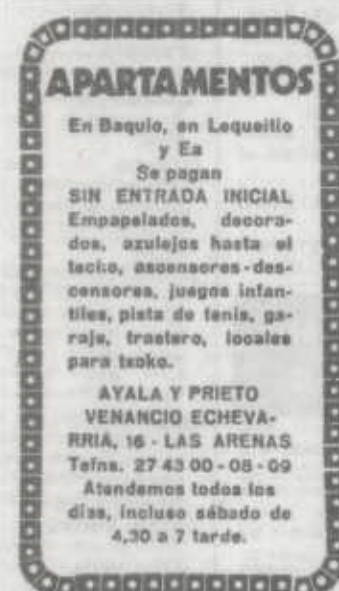 APARTAMENTOS
En Baquio, en Lequeitio
y Ea
Se pagan
SIN ENTRADA INICIAL
Empapelados, decora-
dos, azulejos hasta el
techo, ascensores-des-
censores, juegos infan-
tiles, pista de tenis, ga-
raje, trastero, locales
para txoko.
AYALA Y PRIETO
VENANCIO ECHEVA-
RRIA, 16 - LAS ARENAS
Telns. 27 43 00 - 08 - 09
Atendemos todos los
días, incluso sábado de
4,30 a 7 tarde.